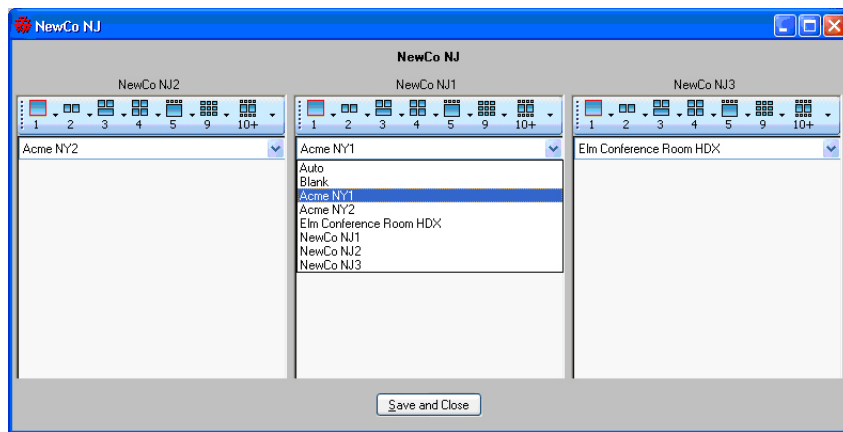 NewCo NJ
NewCo NJ
NewCo NJ2
NewCo NJ1
NewCo NJ3
1 2 3 4 5 9 10+
1 2 3 4 5 9 10+
1 2 3 4 5 9 10+
Acme NY2
Acme NY1
Elm Conference Room HDX
Auto
Blank
Acme NY1
Acme NY2
Elm Conference Room HDX
NewCo NJ1
NewCo NJ2
NewCo NJ3
Save and Close